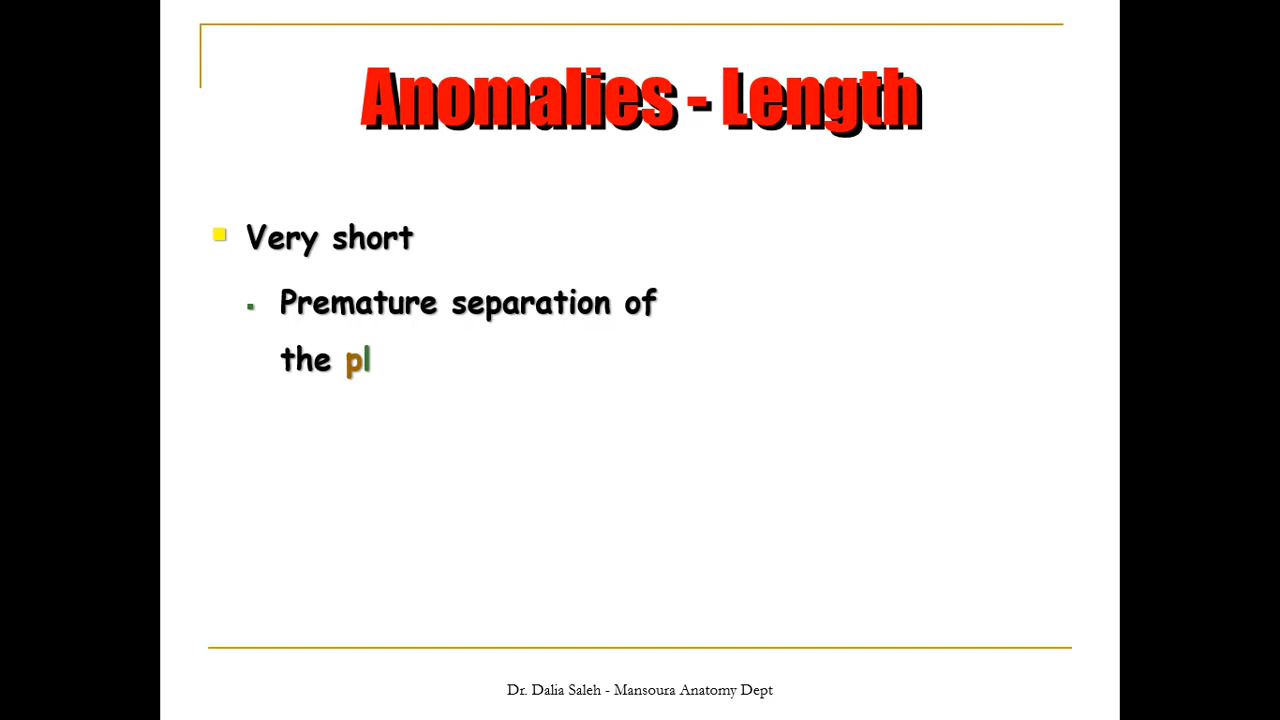 Anomalies - Length
Very short
Premature separation of
the pl
Dr. Dalia Saleh - Mansoura Anatomy Dept